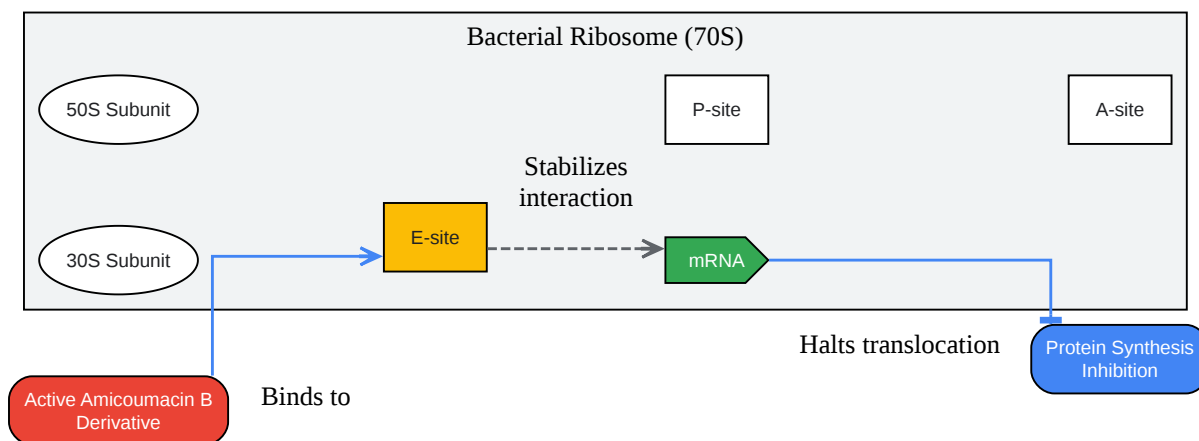 Bacterial Ribosome (70S)
50S Subunit
P-site
A-site
Stabilizes
interaction
E-site
30S Subunit
mRNA
Halts translocation
Protein Synthesis
Inhibition
Active Amicoumacin B
Derivative
Binds to